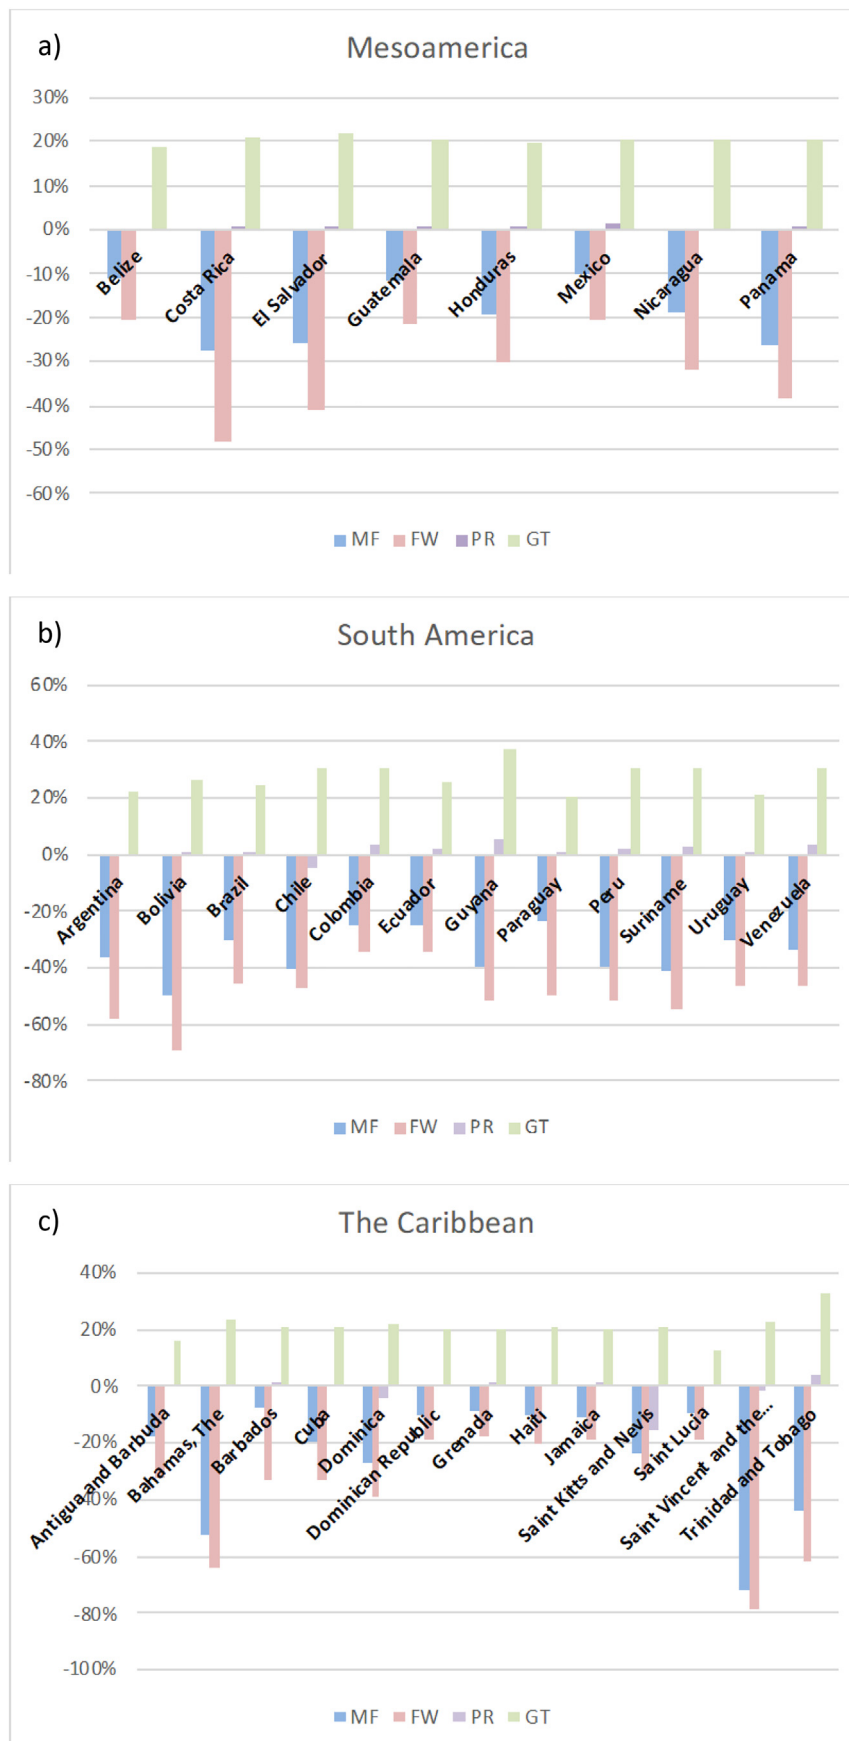 a)
Mesoamerica
30%
20%
10%
0%
-10%
-20%
-30%
-40%
-50%
-60%
Belize
Costa Rica
El Salvador
Guatemala
Honduras
Mexico
Nicaragua
Panama
MF FW PR GT
b)
South America
60%
40%
20%
0%
-20%
-40%
-60%
-80%
Argentina
Bolivia
Brazil
Chile
Colombia
Ecuador
Guyana
Paraguay
Peru
Suriname
Uruguay
Venezuela
MF FW PR GT
c)
The Caribbean
40%
20%
0%
-20%
-40%
-60%
-80%
-100%
Antigua and Barbuda
Bahamas, The
Barbados
Cuba
Dominica
Dominican Republic
Grenada
Haiti
Jamaica
Saint Kitts and Nevis
Saint Lucia
Saint Vincent and the...
Trinidad and Tobago
MF FW PR GT